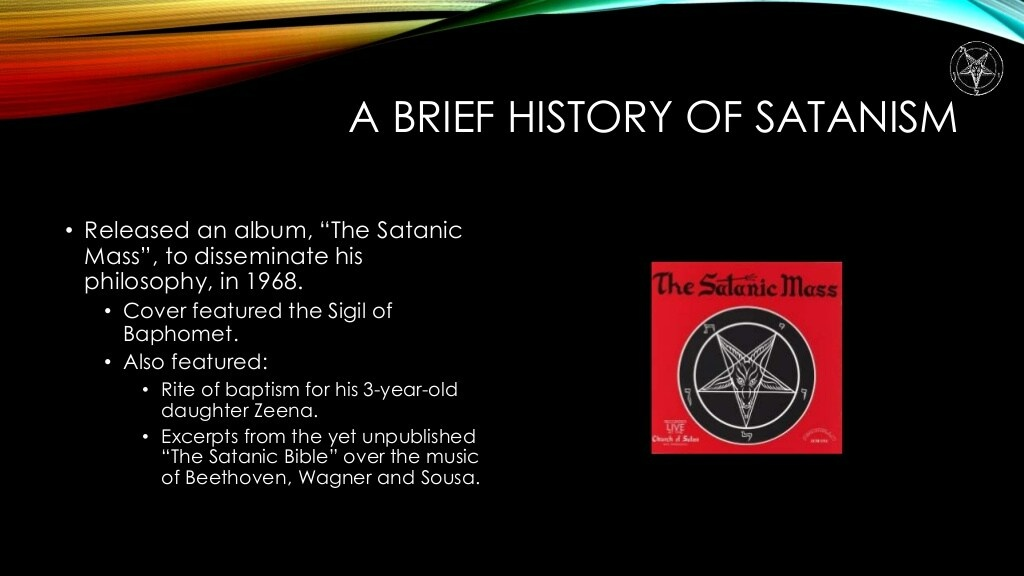 A BRIEF HISTORY OF SATANISM
• Released an album, “The Satanic
Mass”, to disseminate his
philosophy, in 1968.
• Cover featured the Sigil of
Baphomet.
• Also featured:
• Rite of baptism for his 3-year-old
daughter Zeena.
• Excerpts from the yet unpublished
“The Satanic Bible” over the music
of Beethoven, Wagner and Sousa.
The Satanic Mass
LIVE
Church of Satan